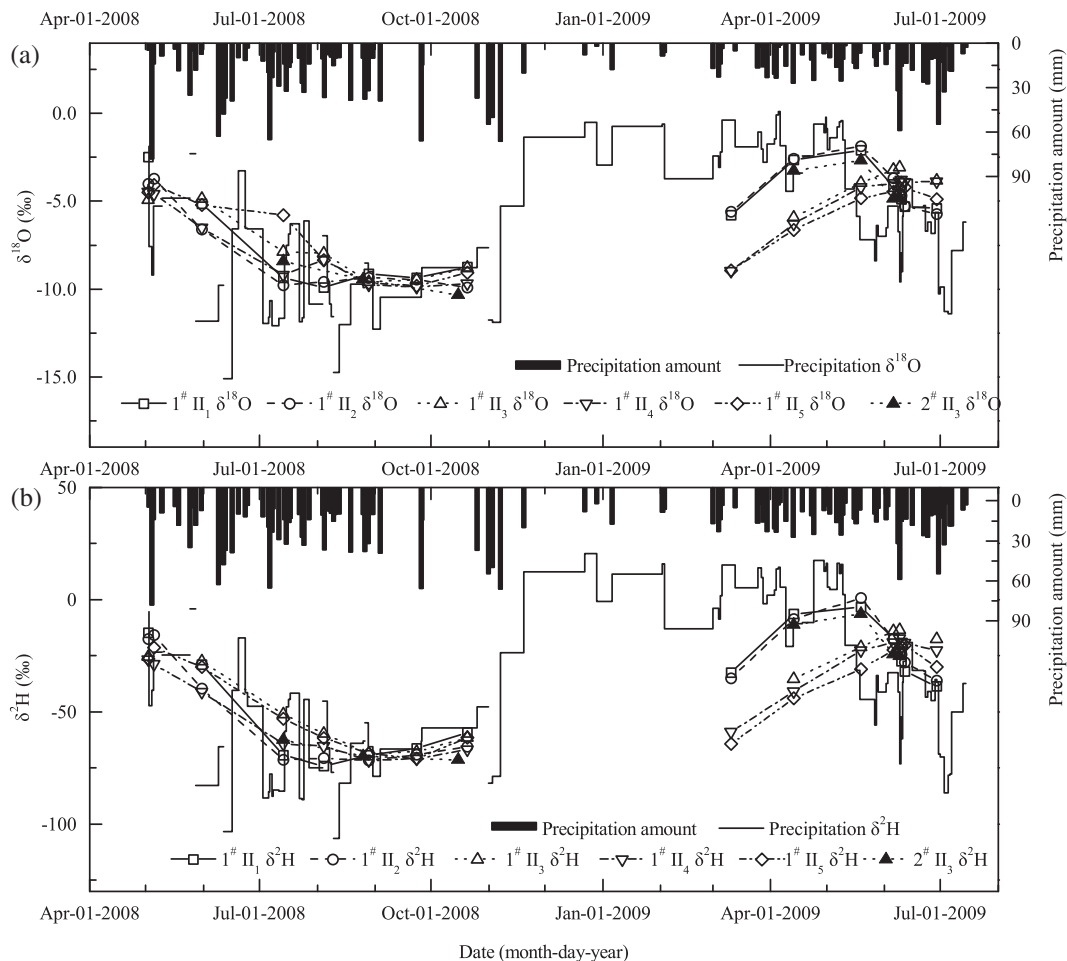 Apr-01-2008 Jul-01-2008 Oct-01-2008 Jan-01-2009 Apr-01-2009 Jul-01-2009
(a)
0
30
60
90
Precipitation amount (mm)
0.0
-5.0
-10.0
-15.0
δ¹⁸O (‰)
Precipitation amount Precipitation δ¹⁸O
1# II₁ δ¹⁸O 1# II₂ δ¹⁸O 1# II₃ δ¹⁸O 1# II₄ δ¹⁸O 1# II₅ δ¹⁸O 2# II₃ δ¹⁸O
Apr-01-2008 Jul-01-2008 Oct-01-2008 Jan-01-2009 Apr-01-2009 Jul-01-2009
(b)
50
0
-50
-100
δ²H (‰)
0
30
60
90
Precipitation amount (mm)
Precipitation amount Precipitation δ²H
1# II₁ δ²H 1# II₂ δ²H 1# II₃ δ²H 1# II₄ δ²H 1# II₅ δ²H 2# II₃ δ²H
Apr-01-2008 Jul-01-2008 Oct-01-2008 Jan-01-2009 Apr-01-2009 Jul-01-2009
Date (month-day-year)